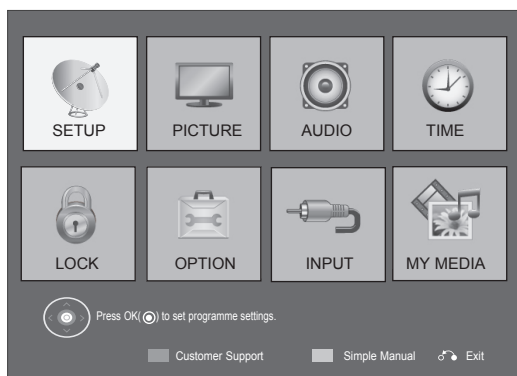 SETUP PICTURE AUDIO TIME
LOCK OPTION INPUT MY MEDIA
Press OK(◉) to set programme settings.
Customer Support Simple Manual Exit